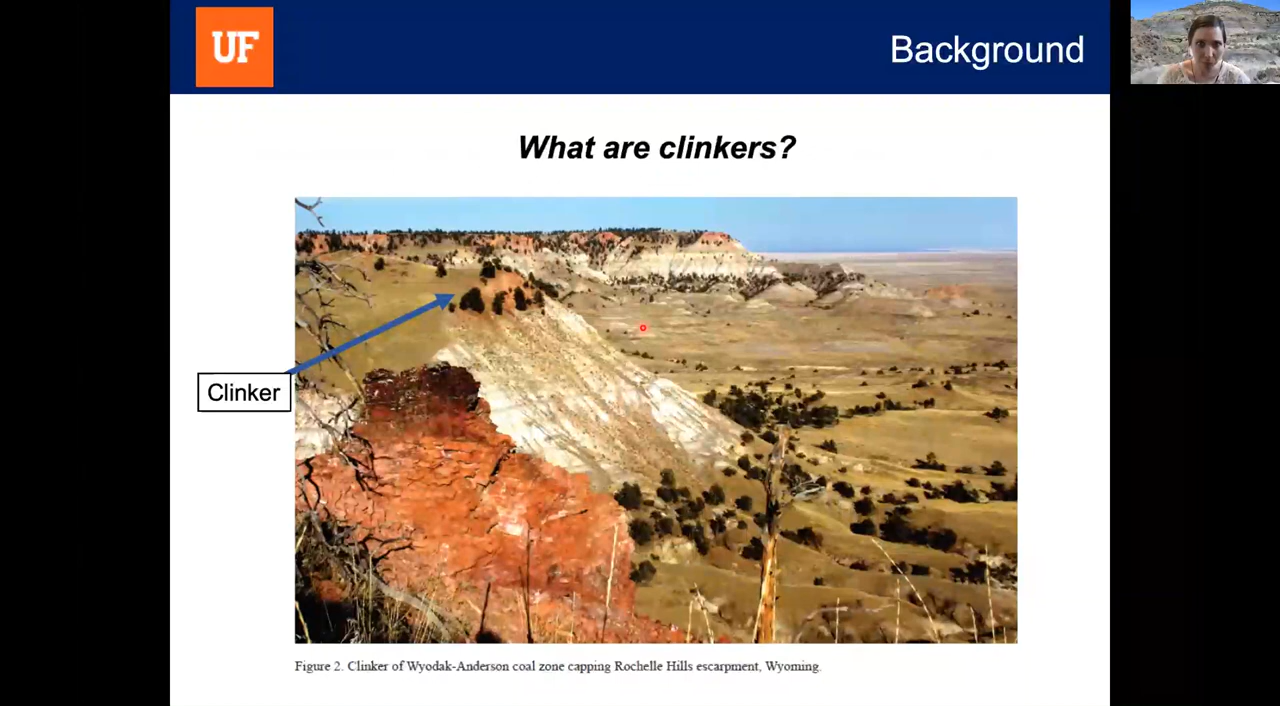 UF
Background
What are clinkers?
Clinker
Figure 2. Clinker of Wyodak-Anderson coal zone capping Rochelle Hills escarpment, Wyoming.